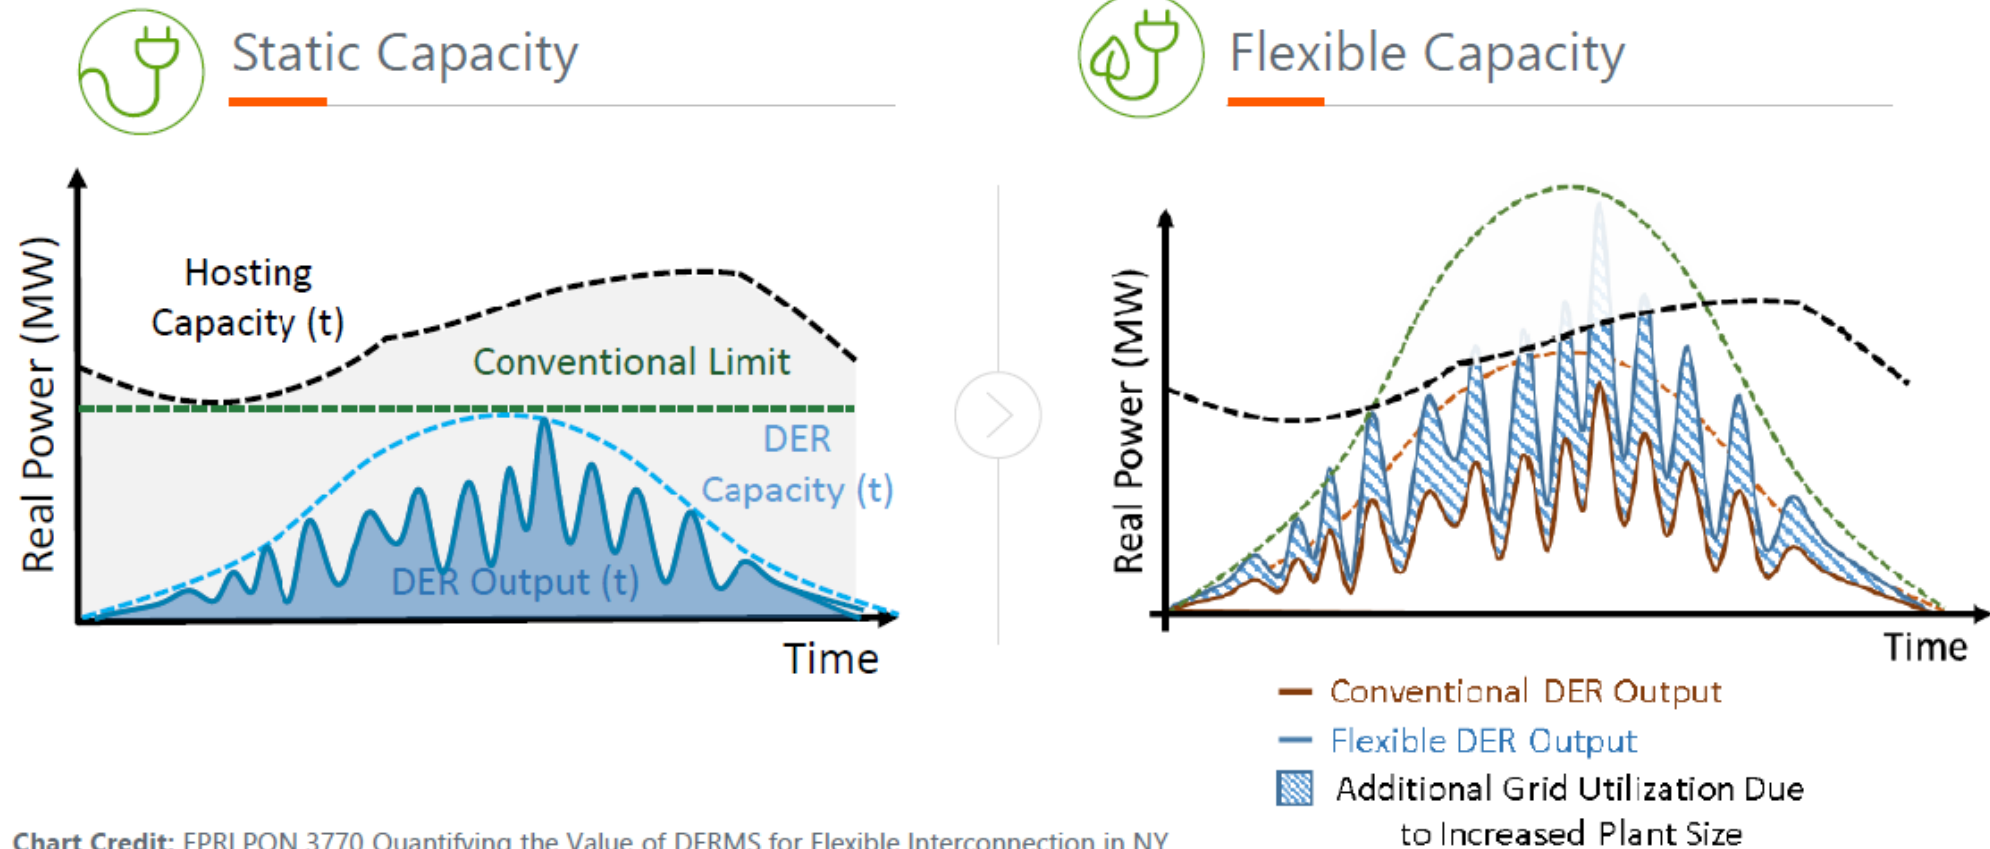 Static Capacity
Hosting
Capacity (t)
Conventional Limit
DER
Capacity (t)
DER Output (t)
Real Power (MW)
Time
Flexible Capacity
Real Power (MW)
Time
Conventional DER Output
Flexible DER Output
Additional Grid Utilization Due
to Increased Plant Size
Chart Credit: EPRI PON 3770 Quantifying the Value of DERMS for Flexible Interconnection in NY